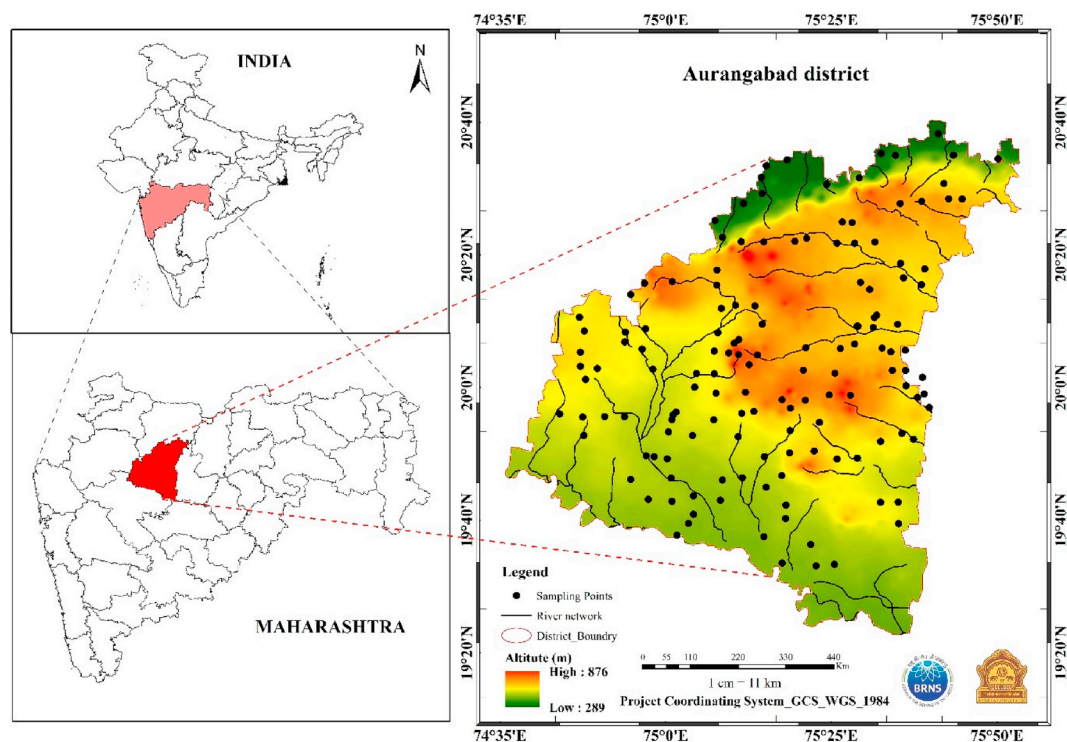 INDIA
N
MAHARASHTRA
74°35'E 75°0'E 75°25'E 75°50'E
Aurangabad district
20°40'N 20°40'N
20°20'N 20°20'N
20°0'N 20°0'N
19°40'N 19°40'N
19°20'N 19°20'N
Legend
Sampling Points
River network
District_Boundry
Altitute (m)
High : 876
Low : 289
0 55 110 220 330 440
Km
1 cm = 11 km
Project Coordinating System_GCS_WGS_1984
BRNS
74°35'E 75°0'E 75°25'E 75°50'E